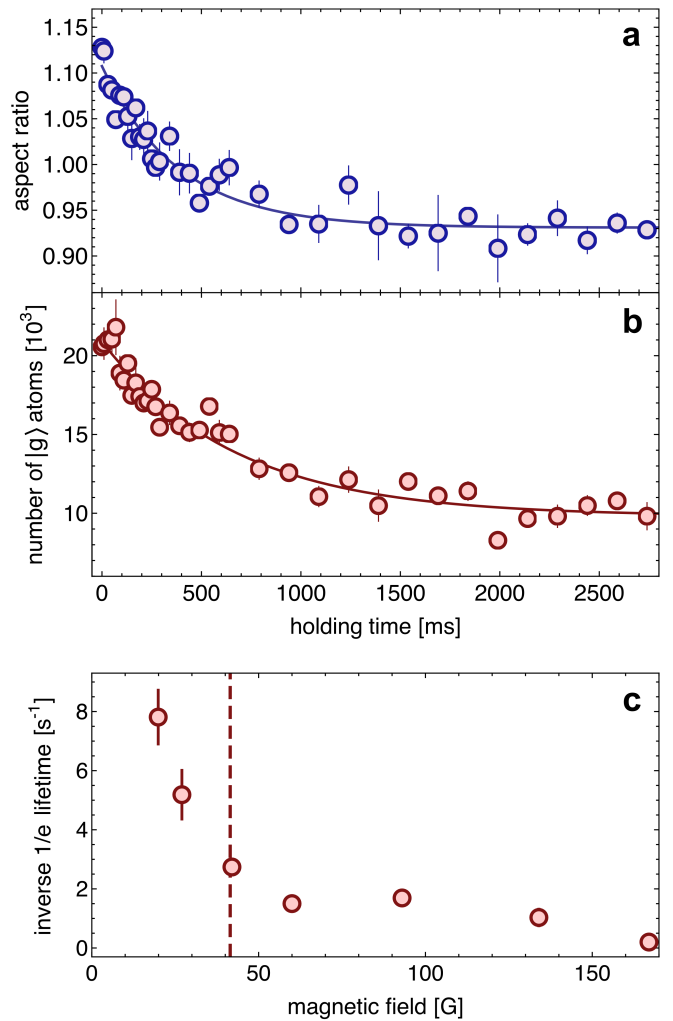 a
aspect ratio
1.15
1.10
1.05
1.00
0.95
0.90
b
number of |g⟩ atoms [10³]
20
15
10
0 500 1000 1500 2000 2500
holding time [ms]
c
inverse 1/e lifetime [s⁻¹]
8
6
4
2
0
0 50 100 150
magnetic field [G]